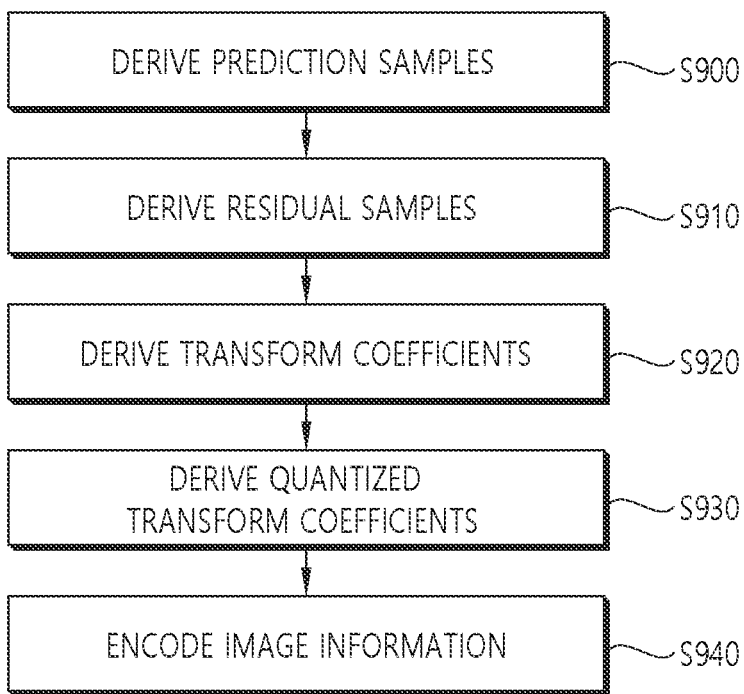 DERIVE PREDICTION SAMPLES
S900
DERIVE RESIDUAL SAMPLES
S910
DERIVE TRANSFORM COEFFICIENTS
S920
DERIVE QUANTIZED
TRANSFORM COEFFICIENTS
S930
ENCODE IMAGE INFORMATION
S940